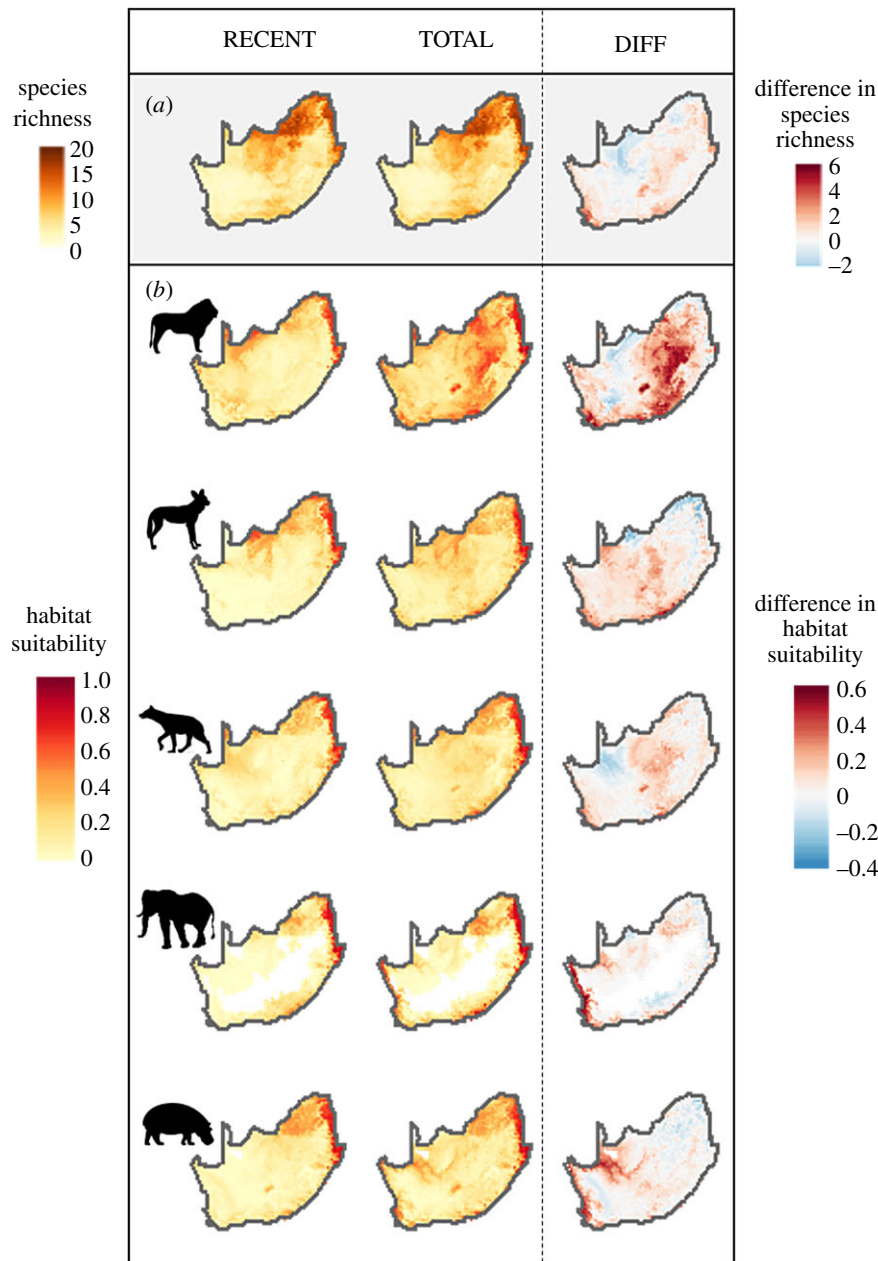 RECENT TOTAL DIFF
species
richness
(a)
20
15
10
5
0
difference in
species
richness
6
4
2
0
–2
(b)
habitat
suitability
1.0
0.8
0.6
0.4
0.2
0
difference in
habitat
suitability
0.6
0.4
0.2
0
–0.2
–0.4